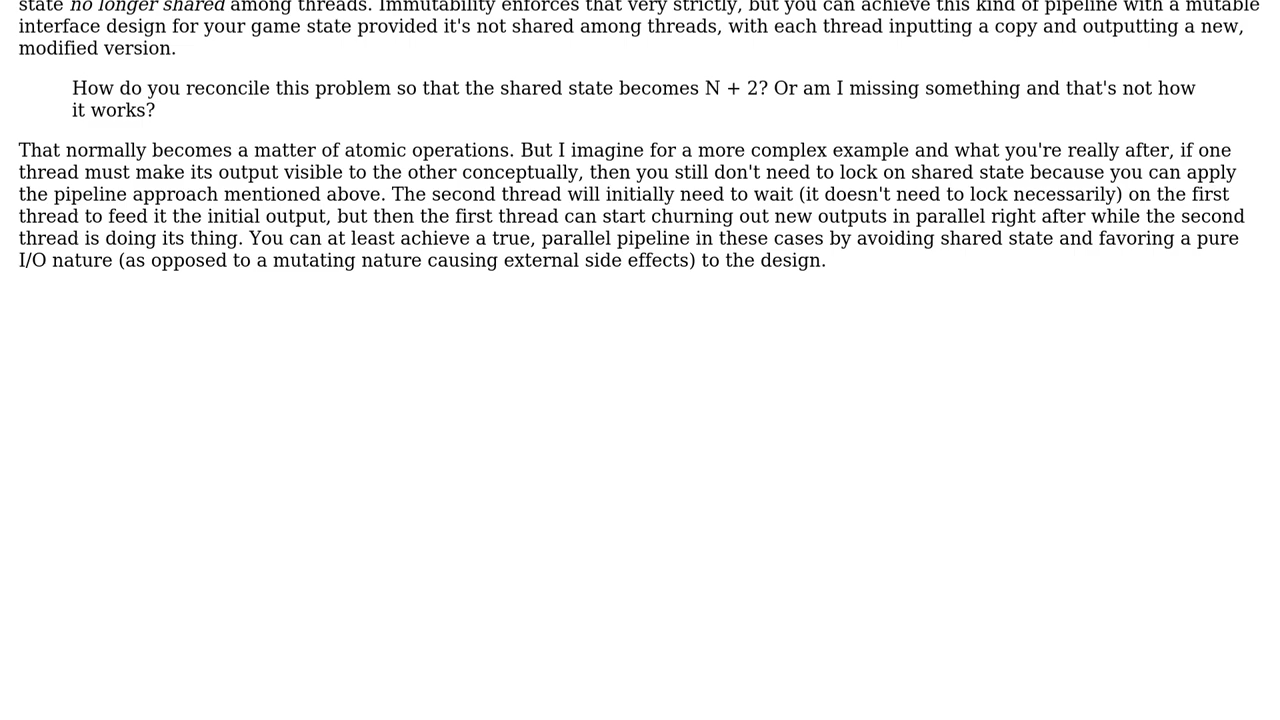 state no longer shared among threads. Immutability enforces that very strictly, but you can achieve this kind of pipeline with a mutable
interface design for your game state provided it's not shared among threads, with each thread inputting a copy and outputting a new,
modified version.
How do you reconcile this problem so that the shared state becomes N + 2? Or am I missing something and that's not how
it works?
That normally becomes a matter of atomic operations. But I imagine for a more complex example and what you're really after, if one
thread must make its output visible to the other conceptually, then you still don't need to lock on shared state because you can apply
the pipeline approach mentioned above. The second thread will initially need to wait (it doesn't need to lock necessarily) on the first
thread to feed it the initial output, but then the first thread can start churning out new outputs in parallel right after while the second
thread is doing its thing. You can at least achieve a true, parallel pipeline in these cases by avoiding shared state and favoring a pure
I/O nature (as opposed to a mutating nature causing external side effects) to the design.